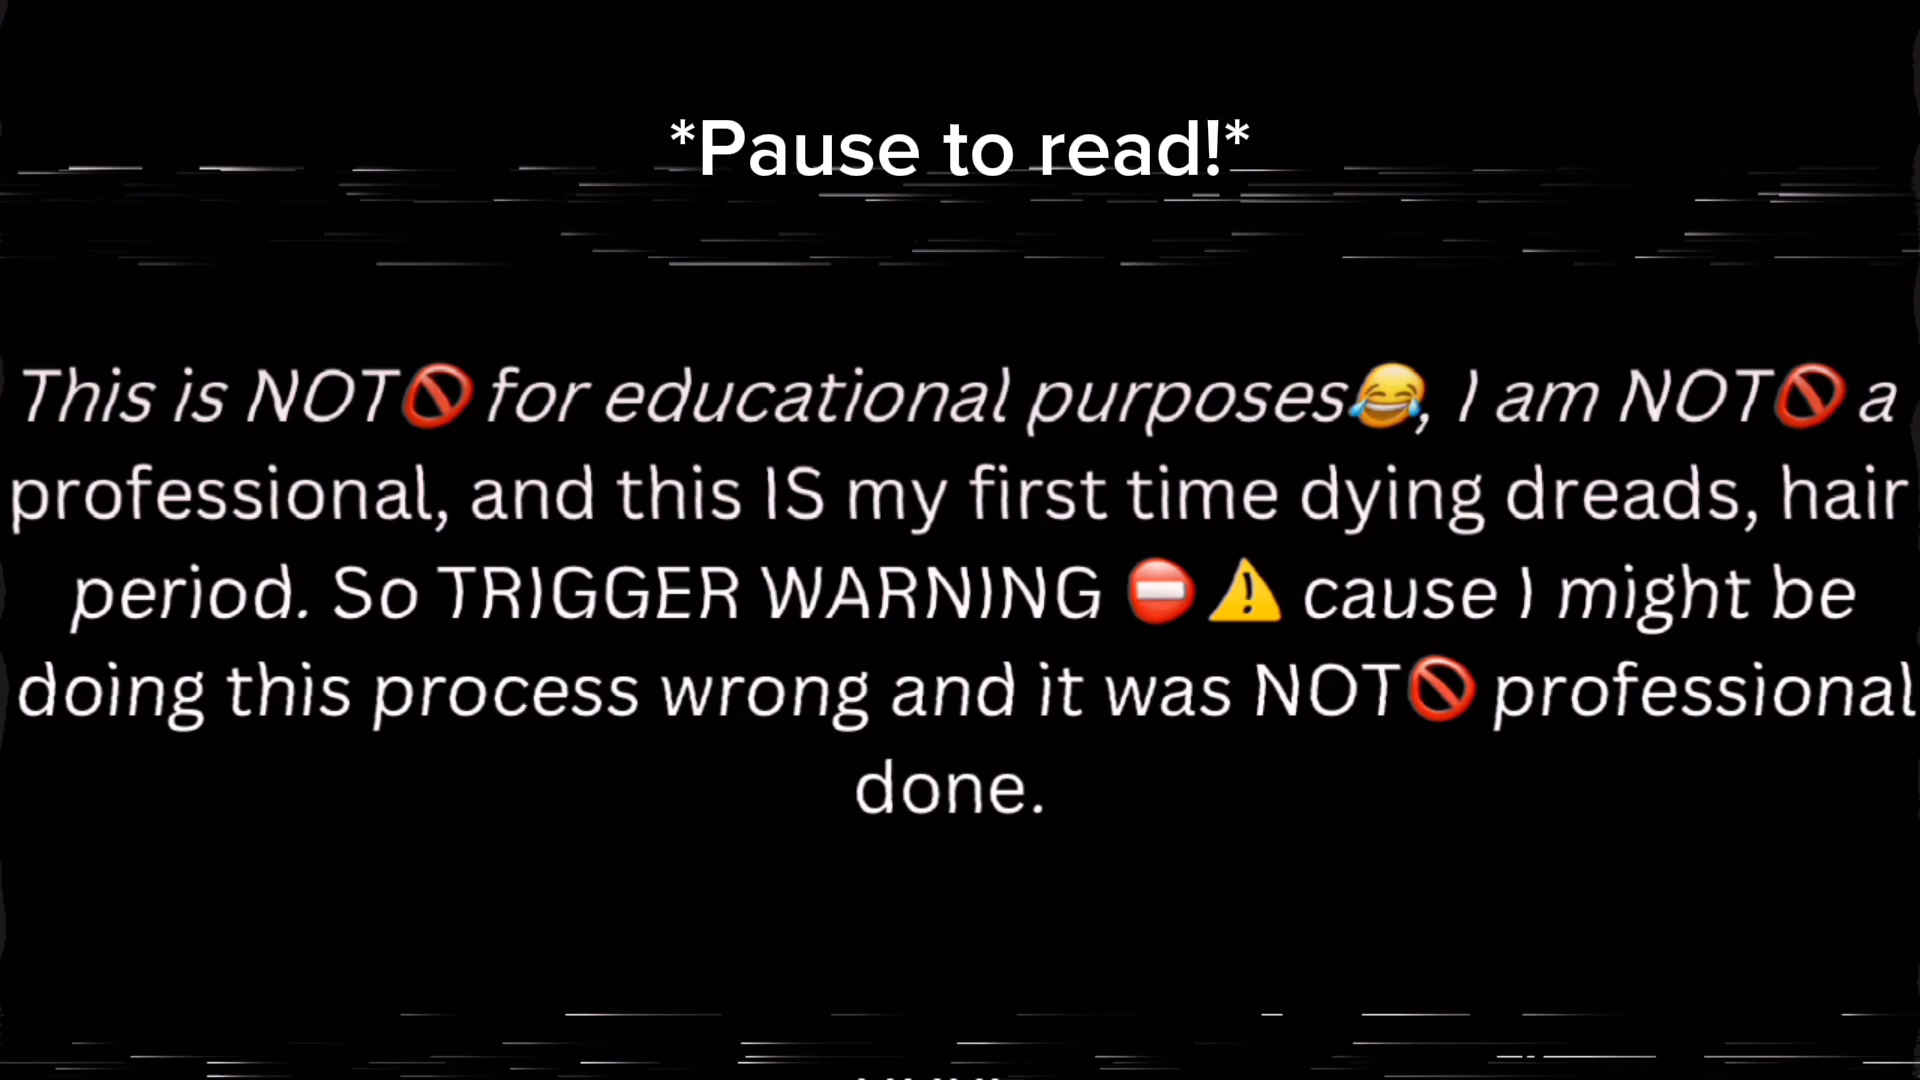 *Pause to read!*
This is NOT🚫 for educational purposes😂, I am NOT🚫 a
professional, and this IS my first time dying dreads, hair
period. So TRIGGER WARNING ⛔⚠️ cause I might be
doing this process wrong and it was NOT🚫 professional
done.